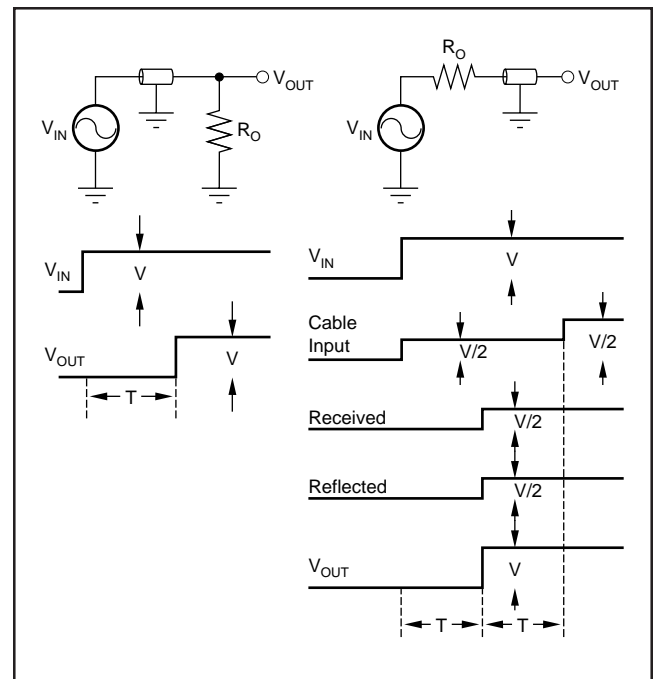 V_IN
V_OUT
R_O
V_IN
V
V_OUT
V
T
R_O
V_OUT
V_IN
V_IN
V
Cable
Input
V/2
V/2
Received
V/2
Reflected
V/2
V_OUT
V
T
T